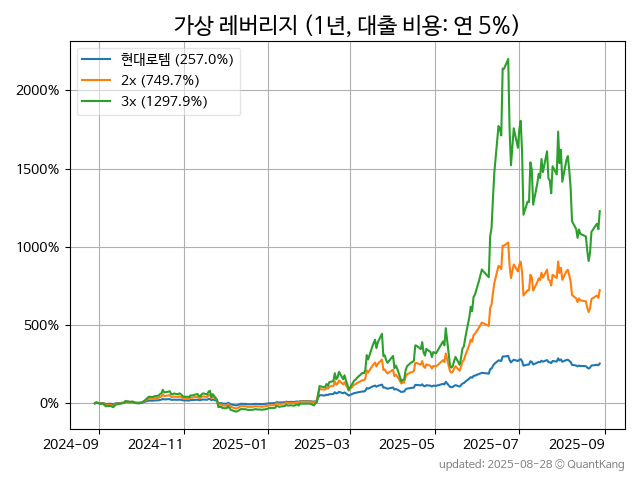 가상 레버리지 (1년, 대출 비용: 연 5%)
현대로템 (257.0%)
2x (749.7%)
3x (1297.9%)
2000%
1500%
1000%
500%
0%
2024-09 2024-11 2025-01 2025-03 2025-05 2025-07 2025-09
updated: 2025-08-28 © QuantKang